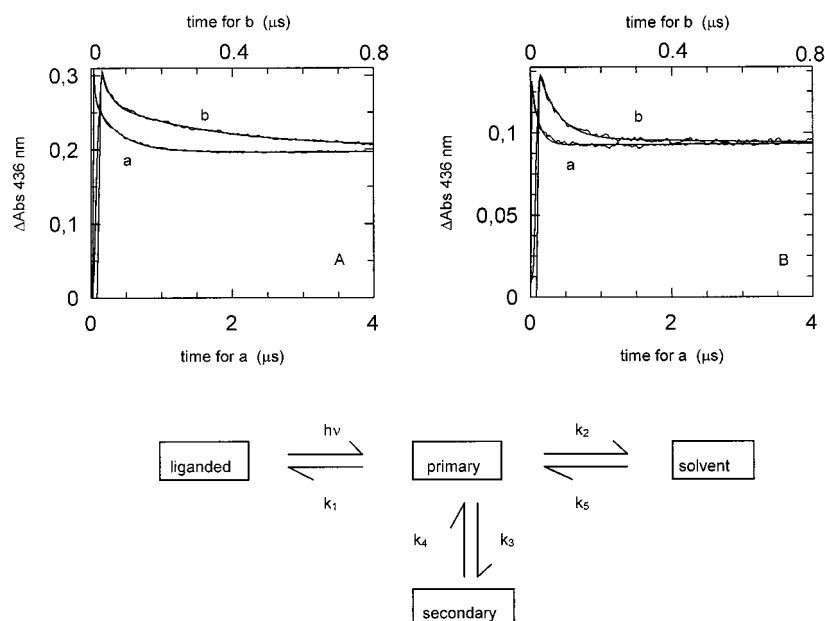 time for b (μs)
0 0.4 0.8
0,3
0,2
0,1
0
ΔAbs 436 nm
b
a
A
0 2 4
time for a (μs)
time for b (μs)
0 0.4 0.8
0,1
0,05
0
ΔAbs 436 nm
b
a
B
0 2 4
time for a (μs)
hν k₂
liganded primary solvent
k₁ k₅
k₄ k₃
secondary